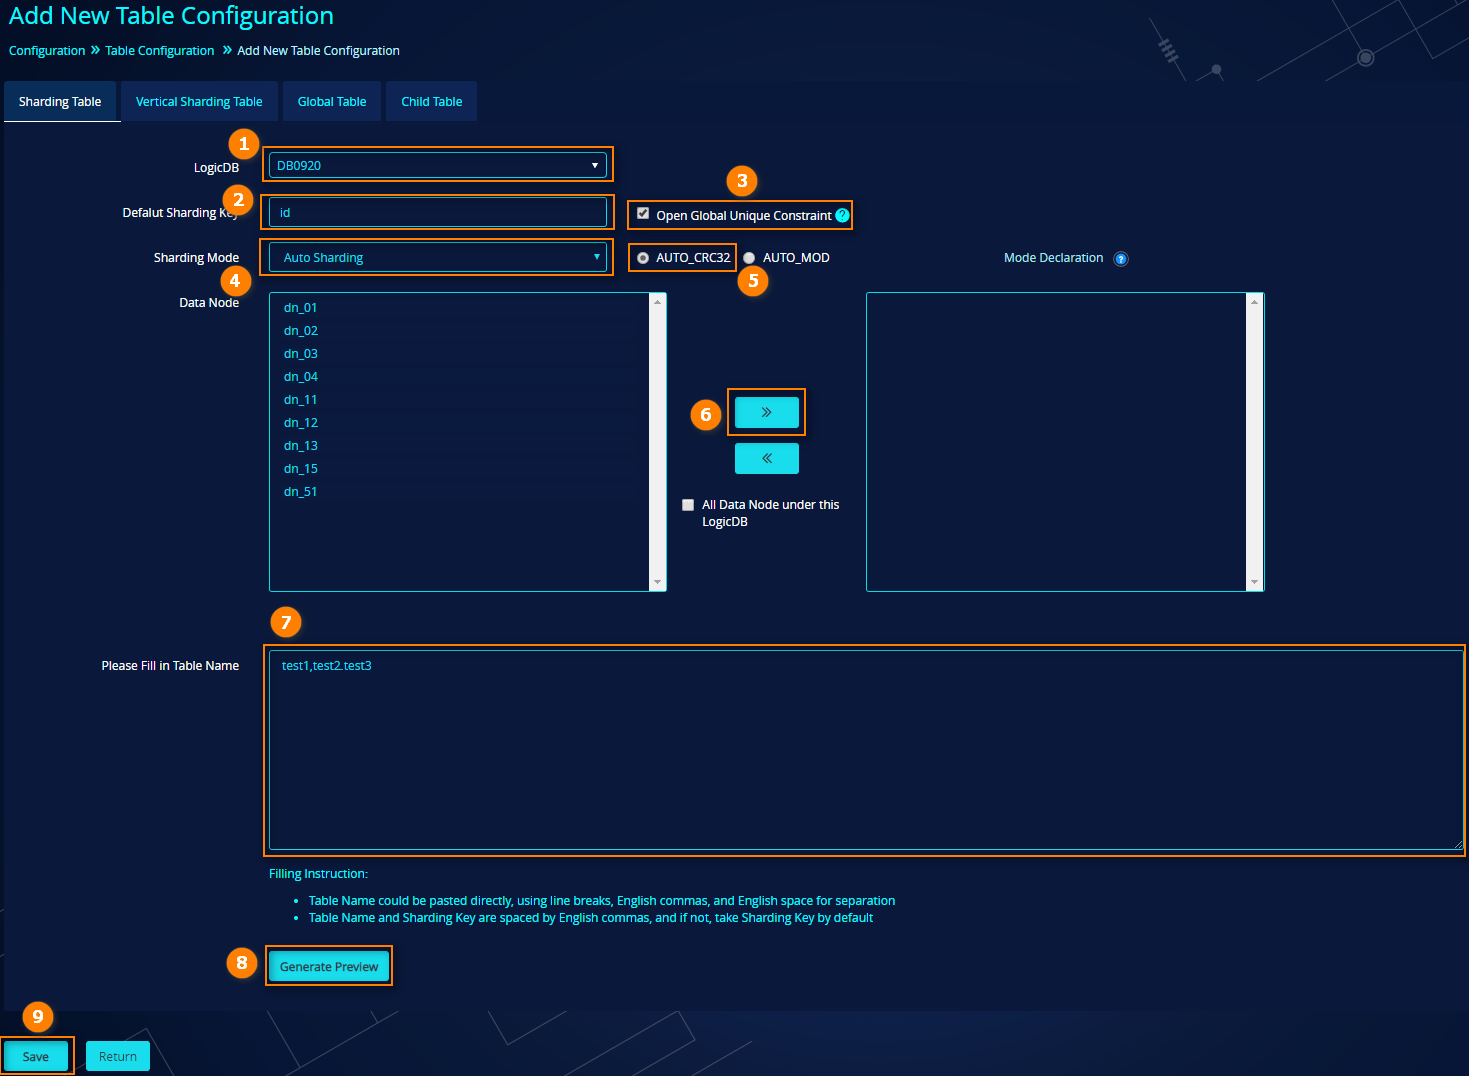 Add New Table Configuration
Configuration » Table Configuration » Add New Table Configuration
Sharding Table
Vertical Sharding Table
Global Table
Child Table
1
LogicDB
DB0920
2
Defalut Sharding Key
id
3
Open Global Unique Constraint ?
Sharding Mode
Auto Sharding
AUTO_CRC32
AUTO_MOD
Mode Declaration ?
4
5
Data Node
dn_01
dn_02
dn_03
dn_04
dn_11
dn_12
dn_13
dn_15
dn_51
6
»
«
All Data Node under this
LogicDB
7
Please Fill in Table Name
test1,test2.test3
Filling Instruction:
• Table Name could be pasted directly, using line breaks, English commas, and English space for separation
• Table Name and Sharding Key are spaced by English commas, and if not, take Sharding Key by default
8
Generate Preview
9
Save
Return